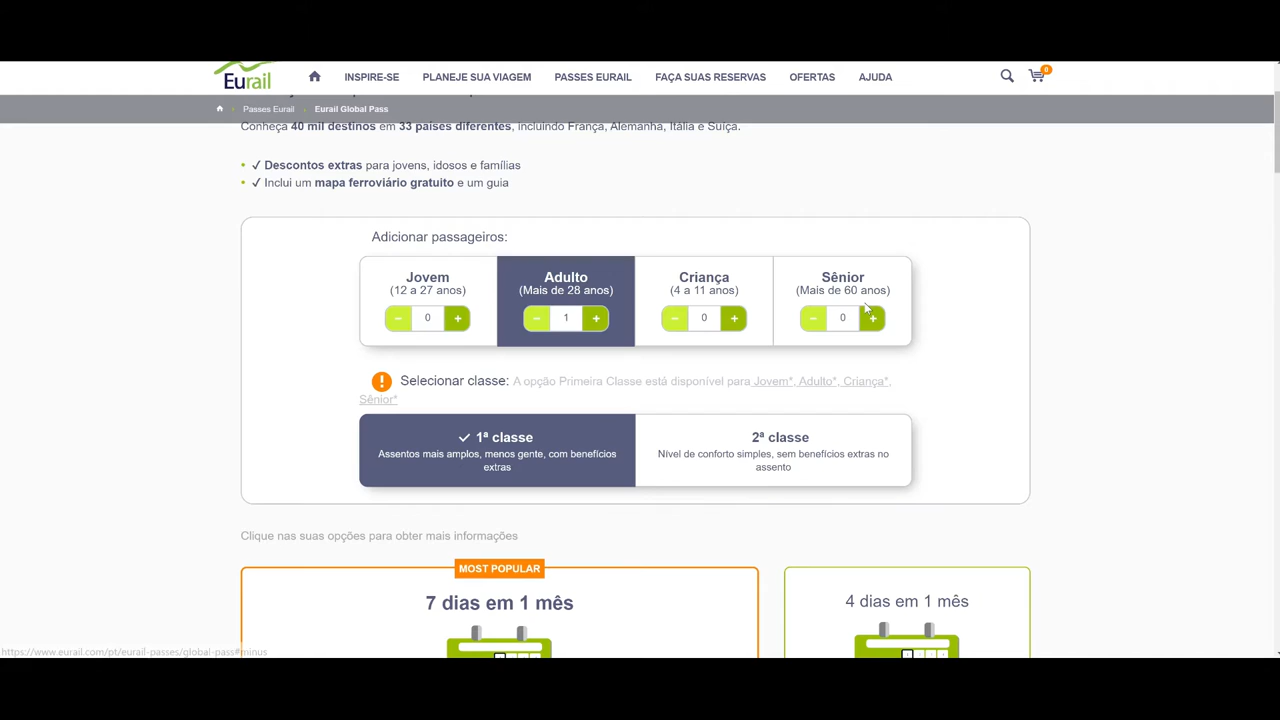 Eurail
INSPIRE-SE
PLANEJE SUA VIAGEM
PASSES EURAIL
FAÇA SUAS RESERVAS
OFERTAS
AJUDA
0
Passes Eurail
Eurail Global Pass
Conheça 40 mil destinos em 33 países diferentes, incluindo França, Alemanha, Itália e Suíça.
✓ Descontos extras para jovens, idosos e famílias
✓ Inclui um mapa ferroviário gratuito e um guia
Adicionar passageiros:
Jovem
(12 a 27 anos)
− 0 +
Adulto
(Mais de 28 anos)
− 1 +
Criança
(4 a 11 anos)
− 0 +
Sênior
(Mais de 60 anos)
− 0 +
! Selecionar classe: A opção Primeira Classe está disponível para Jovem*, Adulto*, Criança*,
Sênior*
✓ 1ª classe
Assentos mais amplos, menos gente, com benefícios
extras
2ª classe
Nível de conforto simples, sem benefícios extras no
assento
Clique nas suas opções para obter mais informações
MOST POPULAR
7 dias em 1 mês
4 dias em 1 mês
https://www.eurail.com/pt/eurail-passes/global-pass#minus